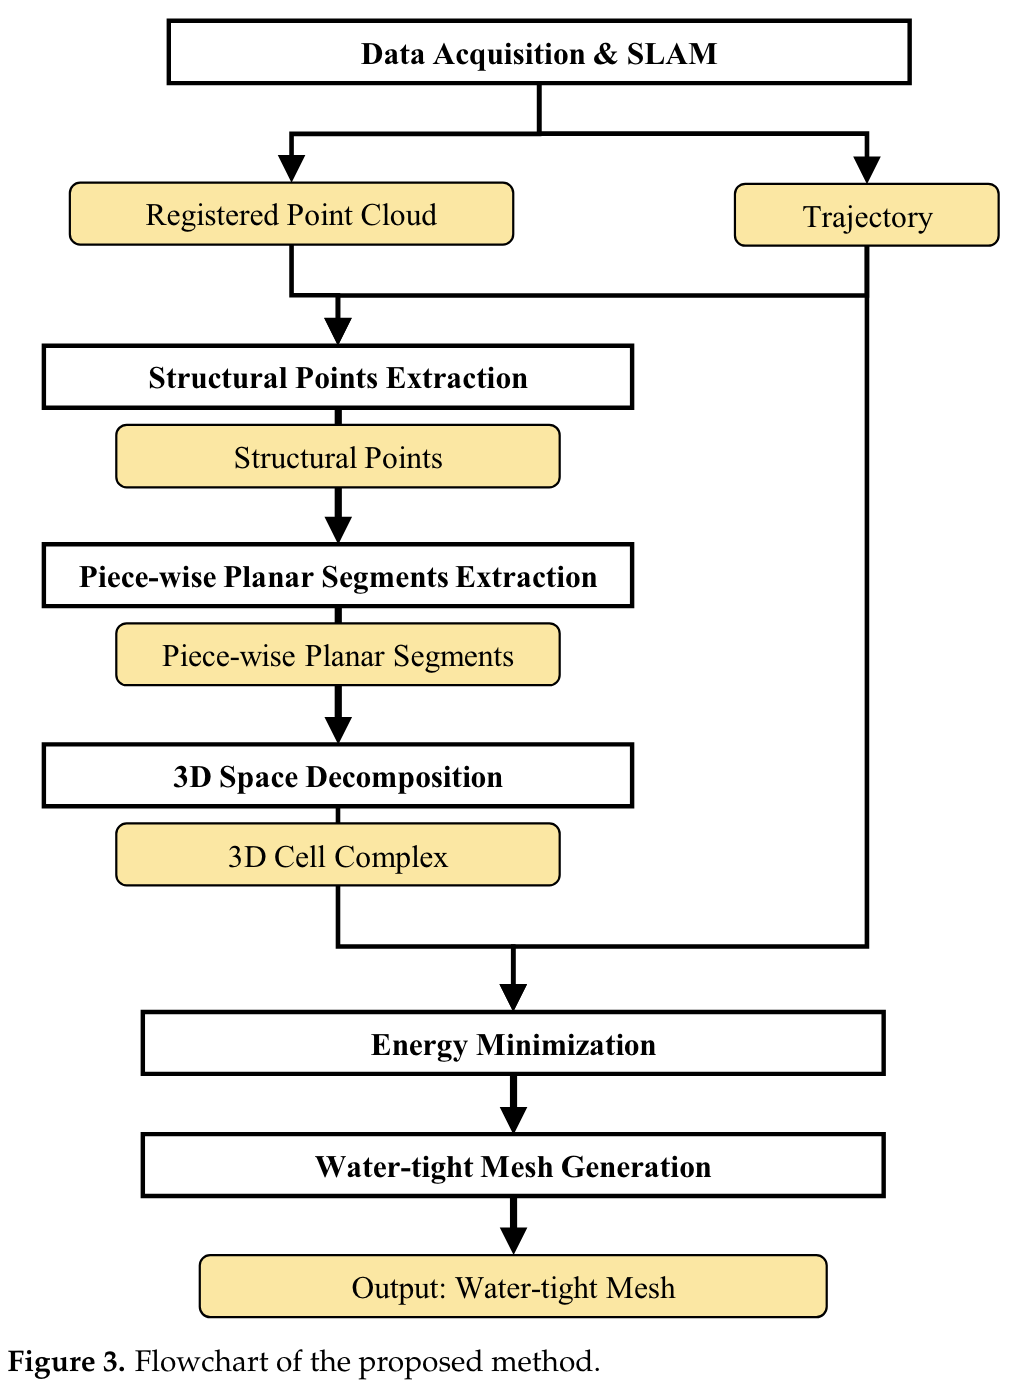 Data Acquisition & SLAM
Registered Point Cloud
Trajectory
Structural Points Extraction
Structural Points
Piece-wise Planar Segments Extraction
Piece-wise Planar Segments
3D Space Decomposition
3D Cell Complex
Energy Minimization
Water-tight Mesh Generation
Output: Water-tight Mesh
Figure 3. Flowchart of the proposed method.